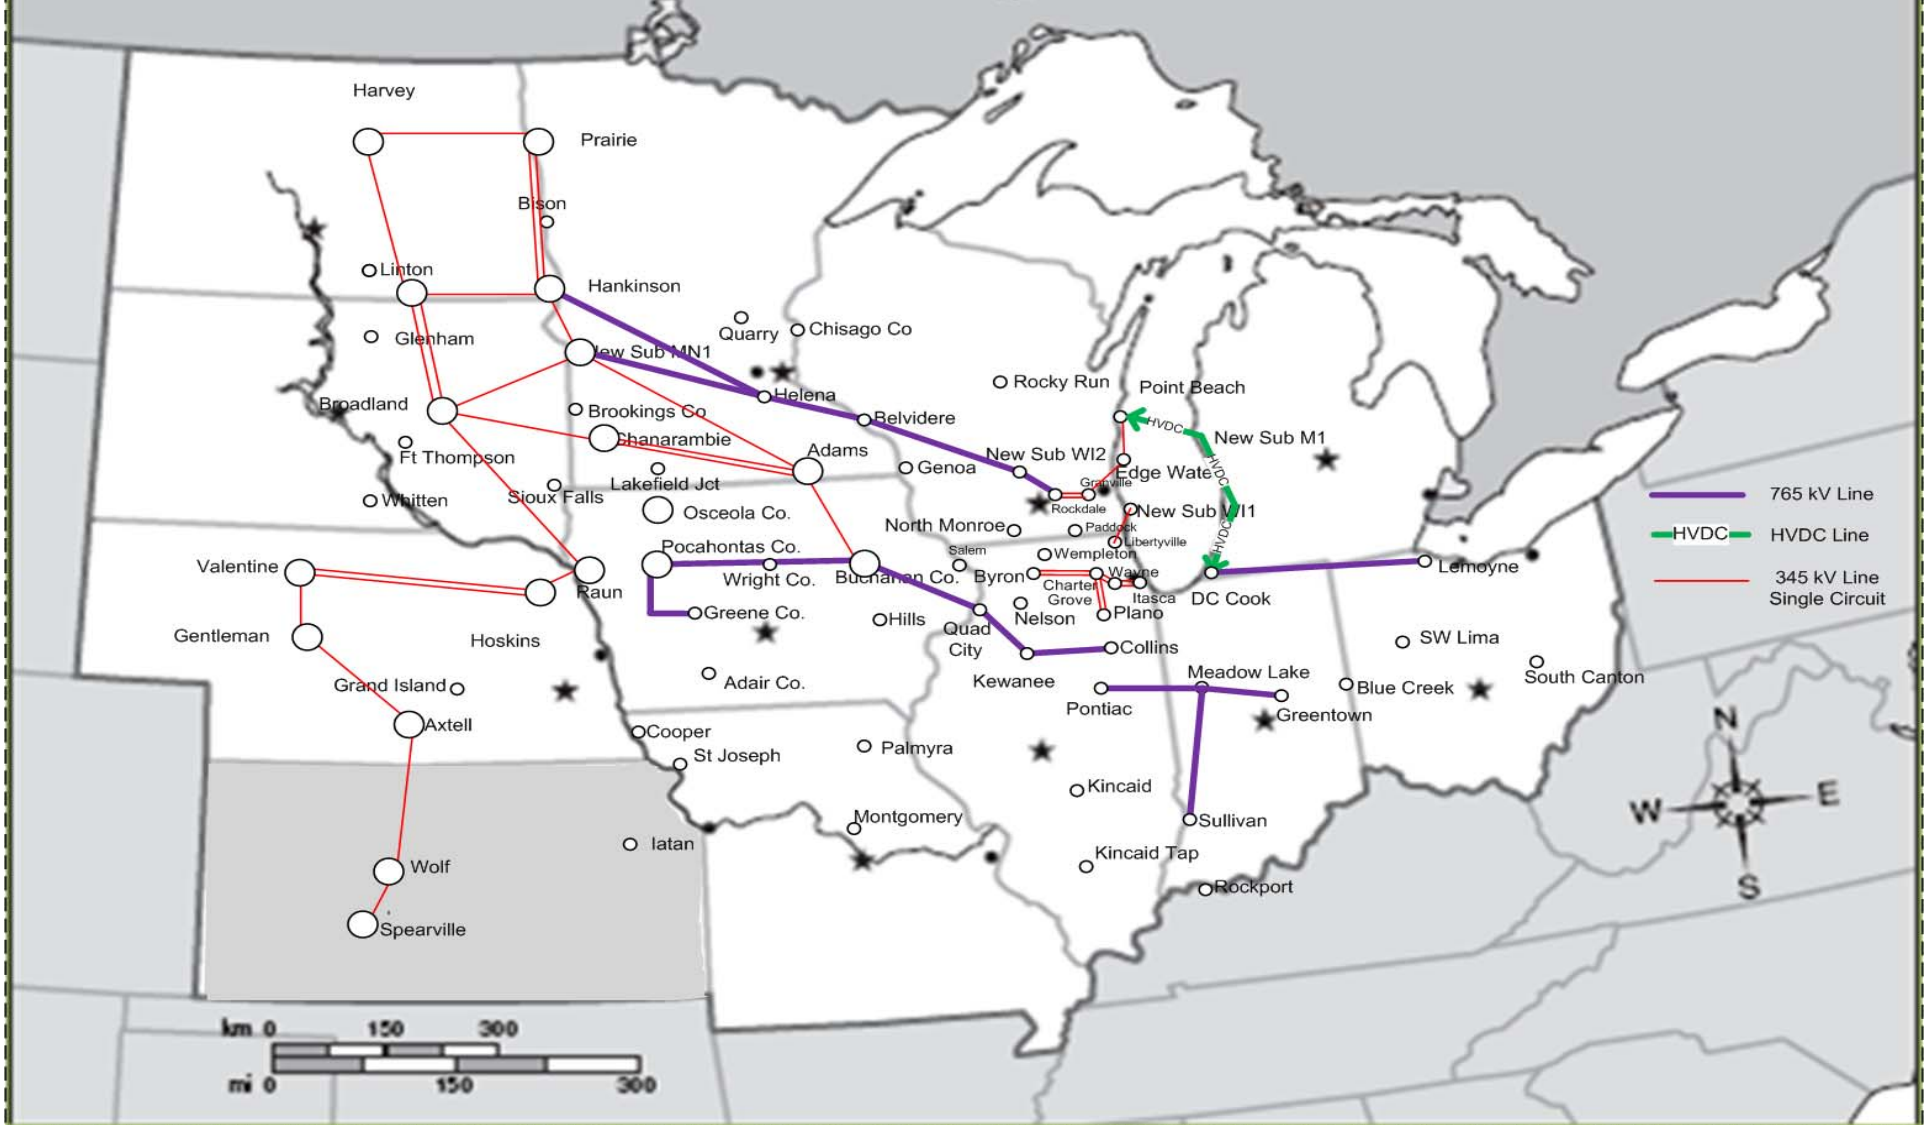 Harvey
Prairie
Bison
Linton
Hankinson
Glenham
Quarry
Chisago Co
New Sub MN1
Rocky Run
Point Beach
Helena
Broadland
Brookings Co
Belvidere
HVDC
New Sub M1
Chanarambie
Adams
Ft Thompson
New Sub WI2
Genoa
Edge Wate
HVDC
Lakefield Jct
Granville
765 kV Line
Whitten
Sioux Falls
Osceola Co.
Rockdale
New Sub WI1
North Monroe
Paddock
HVDC
HVDC
HVDC Line
Libertyville
Pocahontas Co.
Salem
Wempleton
Valentine
Wright Co.
Buchanan Co.
Byron
Wayne
Lemoyne
345 kV Line
Single Circuit
Raun
Charter
Grove
Itasca
DC Cook
Greene Co.
Hills
Nelson
Plano
Gentleman
Hoskins
Quad
City
SW Lima
Collins
Grand Island
Adair Co.
Kewanee
Meadow Lake
South Canton
Pontiac
Blue Creek
Greentown
Axtell
Cooper
St Joseph
Palmyra
N
Kincaid
W
E
Montgomery
Sullivan
Iatan
Kincaid Tap
Wolf
Rockport
S
Spearville
km 0 150 300
mi 0 150 300